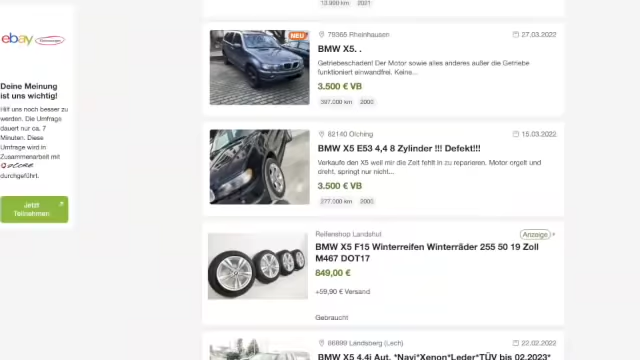 13.999 km 2001
ebay
Deine Meinung
ist uns wichtig!
Hilf uns noch besser zu
werden. Die Umfrage
dauert nur ca. 7
Minuten. Diese
Umfrage wird in
Zusammenarbeit mit
durchgeführt.
Jetzt
Teilnehmen
NEU
79365 Rheinhausen
27.03.2022
BMW X5. .
Getriebeschaden! Der Motor sowie alles anderes außer die Getriebe
funktioniert einwandfrei. Keine...
3.500 € VB
397.000 km 2000
82140 Olching
15.03.2022
BMW X5 E53 4,4 8 Zylinder !!! Defekt!!!
Verkaufe den X5 weil mir die Zeit fehlt in zu reparieren. Motor orgelt und
dreht, springt nur nicht...
3.500 € VB
277.000 km 2000
Reifenshop Landshut
Anzeige
BMW X5 F15 Winterreifen Winterräder 255 50 19 Zoll
M467 DOT17
849,00 €
+59,90 € Versand
Gebraucht
86899 Landsberg (Lech)
22.02.2022
BMW X5 4.4i Aut. *Navi*Xenon*Leder*TÜV bis 02.2023*